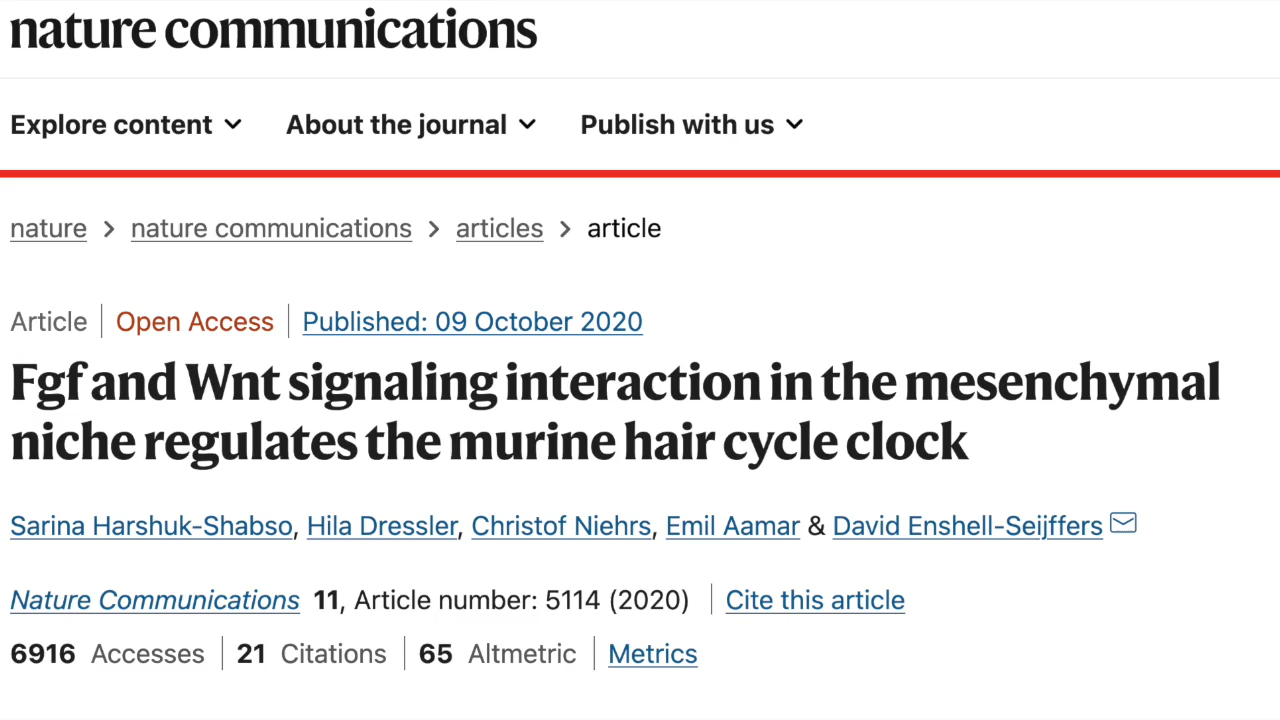 nature communications
Explore content About the journal Publish with us
nature > nature communications > articles > article
Article | Open Access | Published: 09 October 2020
Fgf and Wnt signaling interaction in the mesenchymal
niche regulates the murine hair cycle clock
Sarina Harshuk-Shabso, Hila Dressler, Christof Niehrs, Emil Aamar & David Enshell-Seijffers
Nature Communications 11, Article number: 5114 (2020) | Cite this article
6916 Accesses | 21 Citations | 65 Altmetric | Metrics